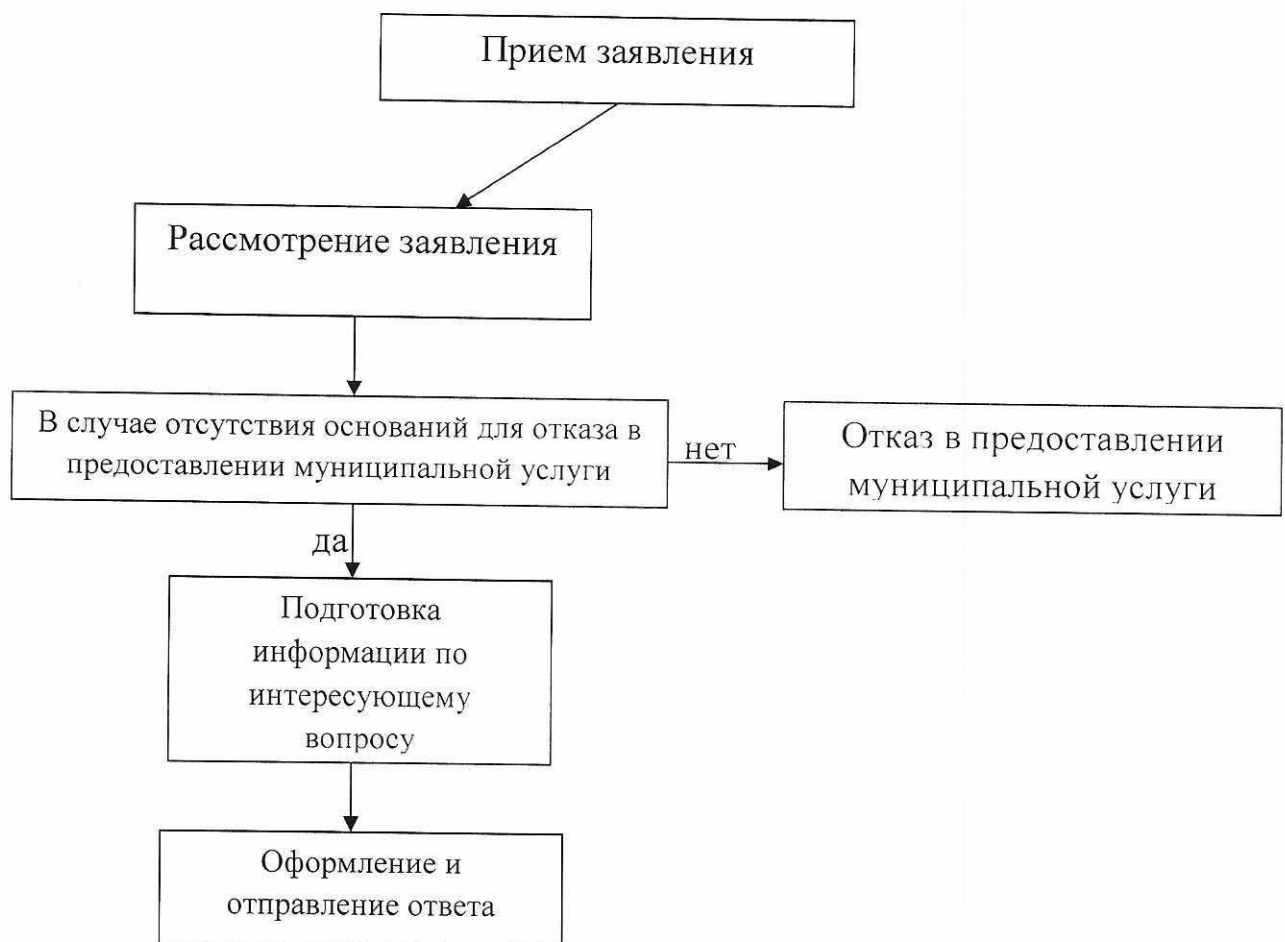 Прием заявления
Рассмотрение заявления
В случае отсутствия оснований для отказа в
предоставлении муниципальной услуги
нет
Отказ в предоставлении
муниципальной услуги
да
Подготовка
информации по
интересующему
вопросу
Оформление и
отправление ответа